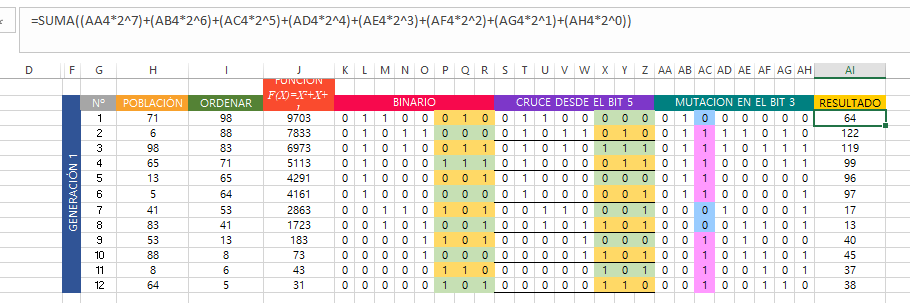 =SUMA((AA4*2^7)+(AB4*2^6)+(AC4*2^5)+(AD4*2^4)+(AE4*2^3)+(AF4*2^2)+(AG4*2^1)+(AH4*2^0))
D F G H I J K L M N O P Q R S T U V W X Y Z AA AB AC AD AE AF AG AH AI
FUNCIÓN
Nº POBLACIÓN ORDENAR F(X)=X²+X+ BINARIO CRUCE DESDE EL BIT 5 MUTACION EN EL BIT 3 RESULTADO
GENERACIÓN 1
1 71 98 9703 0 1 1 0 0 0 1 0 0 1 1 0 0 0 0 0 0 1 0 0 0 0 0 0 64
2 6 88 7833 0 1 0 1 1 0 0 0 0 1 0 1 1 0 1 0 0 1 1 1 1 0 1 0 122
3 98 83 6973 0 1 0 1 0 0 1 1 0 1 0 1 0 1 1 1 0 1 1 1 0 1 1 1 119
4 65 71 5113 0 1 0 0 0 1 1 1 0 1 0 0 0 0 1 1 0 1 1 0 0 0 1 1 99
5 13 65 4291 0 1 0 0 0 0 0 1 0 1 0 0 0 0 0 0 0 1 1 0 0 0 0 0 96
6 5 64 4161 0 1 0 0 0 0 0 0 0 1 0 0 0 0 0 1 0 1 1 0 0 0 0 1 97
7 41 53 2863 0 0 1 1 0 1 0 1 0 0 1 1 0 0 0 1 0 0 0 1 0 0 0 1 17
8 83 41 1723 0 0 1 0 1 0 0 1 0 0 1 0 1 1 0 1 0 0 0 0 1 1 0 1 13
9 53 13 183 0 0 0 0 1 1 0 1 0 0 0 0 1 0 0 0 0 0 1 0 1 0 0 0 40
10 88 8 73 0 0 0 0 1 0 0 0 0 0 0 0 1 1 0 1 0 0 1 0 1 1 0 1 45
11 8 6 43 0 0 0 0 0 1 1 0 0 0 0 0 0 1 0 1 0 0 1 0 0 1 0 1 37
12 64 5 31 0 0 0 0 0 1 0 1 0 0 0 0 0 1 1 0 0 0 1 0 0 1 1 0 38